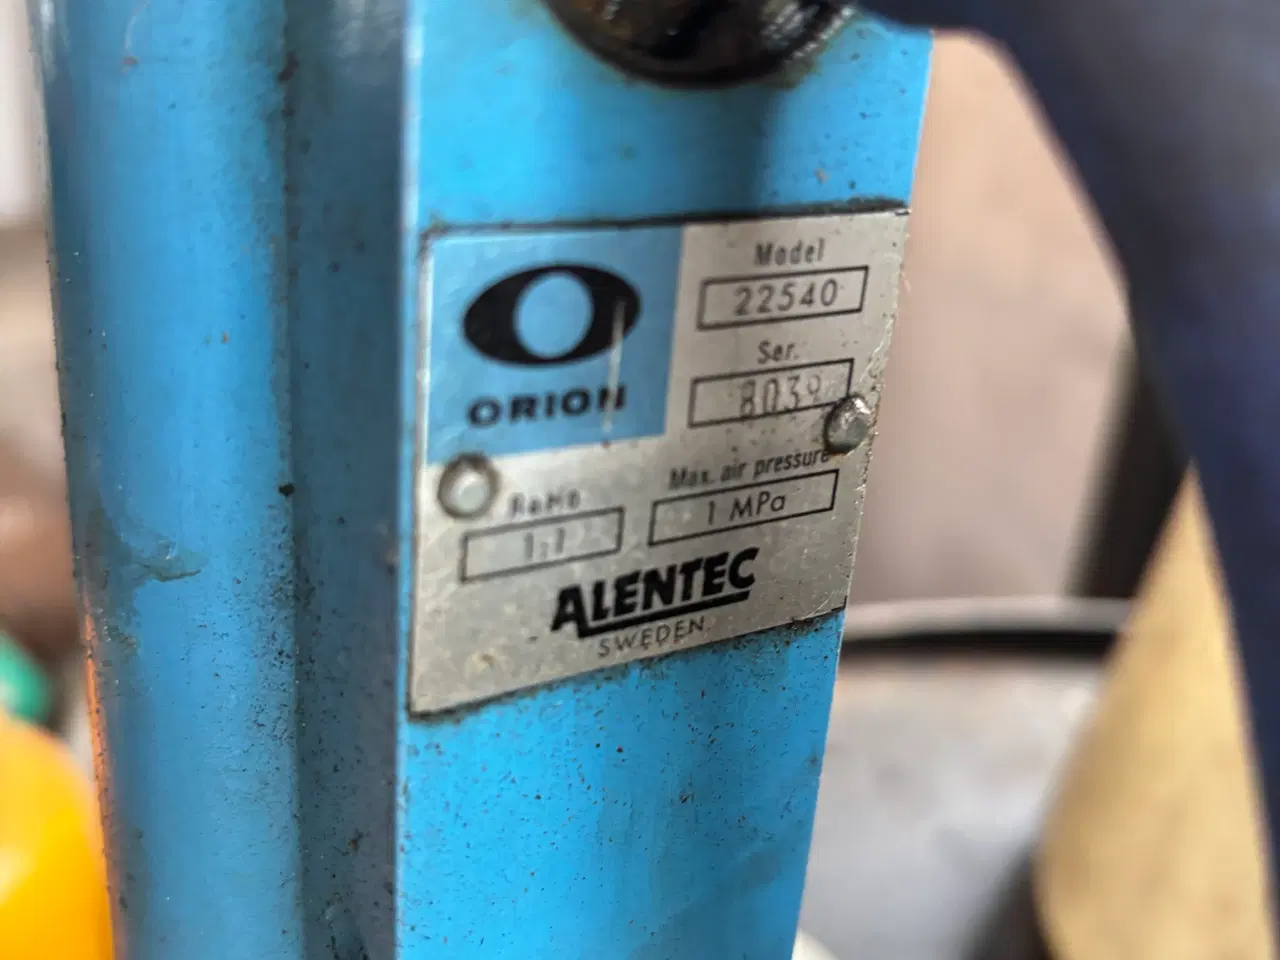 Model
22540
Ser.
8039
ORION
Ratio
Max. air pressure
1:1
1 MPa
ALENTEC
SWEDEN